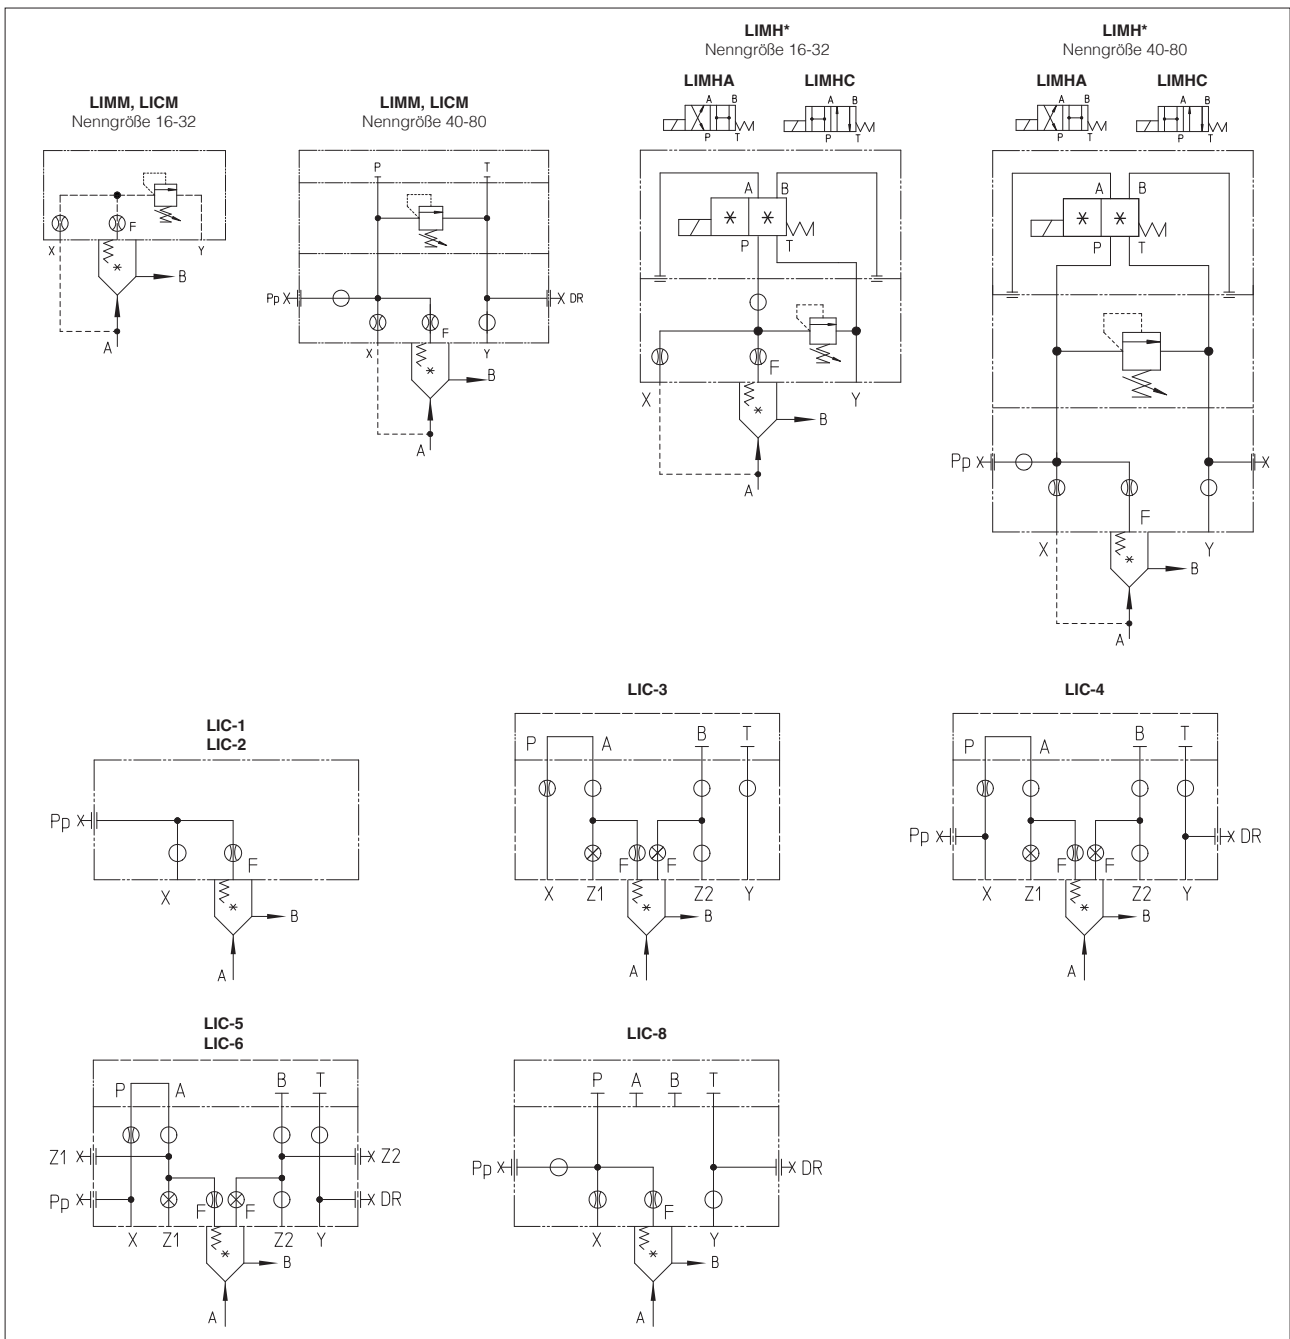 LIMH*
Nenngröße 16-32
LIMHA LIMHC
A B A B
P T P T
LIMH*
Nenngröße 40-80
LIMHA LIMHC
A B A B
P T P T
LIMM, LICM
Nenngröße 16-32
F
X Y
* B
A
LIMM, LICM
Nenngröße 40-80
P T
Pp X X DR
F
X Y
* B
A
A B
* *
P T
F
X Y
* B
A
A B
* *
P T
Pp X X
F
X Y
* B
A
LIC-1
LIC-2
Pp X
F
X
* B
A
LIC-3
P A B T
F F
X Z1 Z2 Y
* B
A
LIC-4
P A B T
Pp X X DR
F F
X Z1 Z2 Y
* B
A
LIC-5
LIC-6
P A B T
Z1 X X Z2
Pp X F F X DR
X Z1 Z2 Y
* B
A
LIC-8
P A B T
Pp X X DR
F
X Y
* B
A